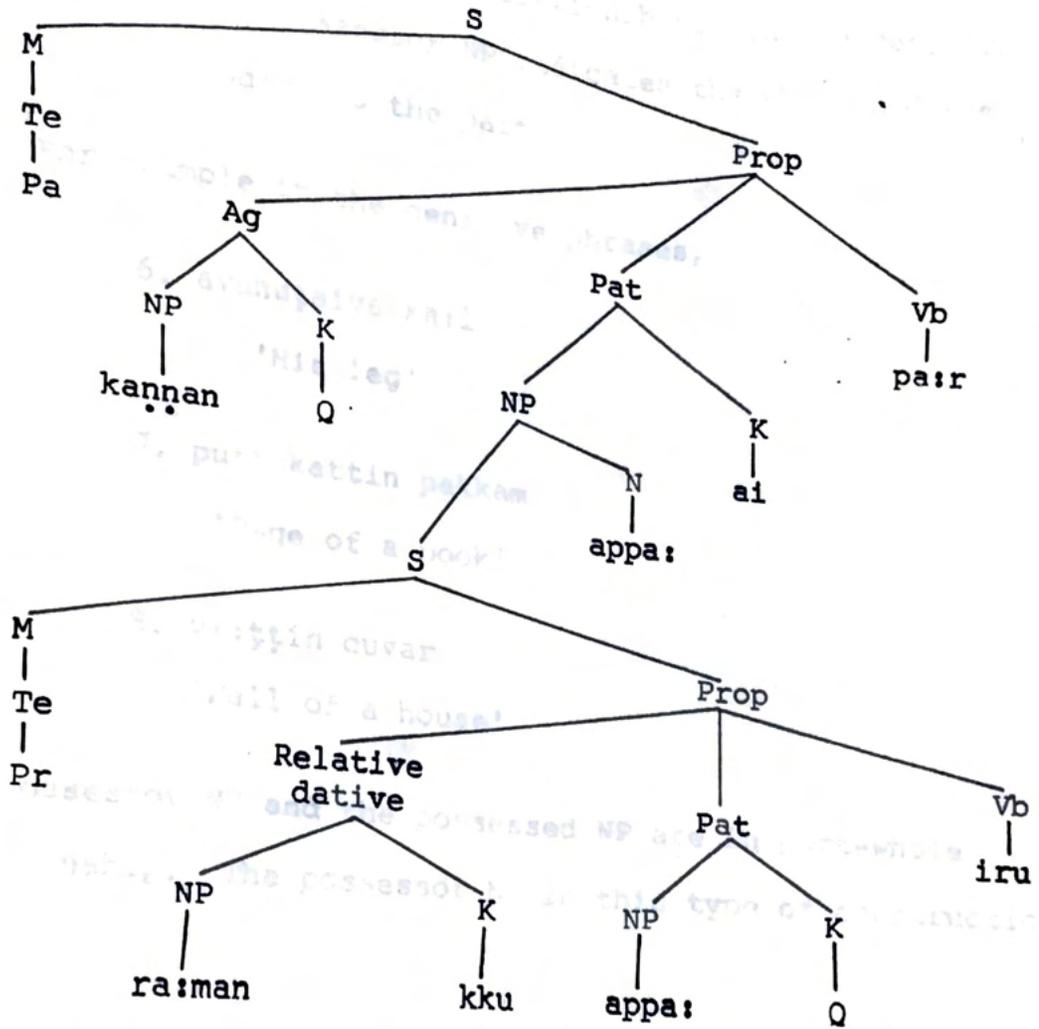 S
M
Te
Prop
Pa
Ag
Pat
NP
Vb
K
pa:r
kaṇṇan
NP
Q
K
N
ai
appa:
S
M
Prop
Te
Relative
Pr
dative
Vb
Pat
iru
NP
K
NP
K
ra:man
kku
appa:
Q